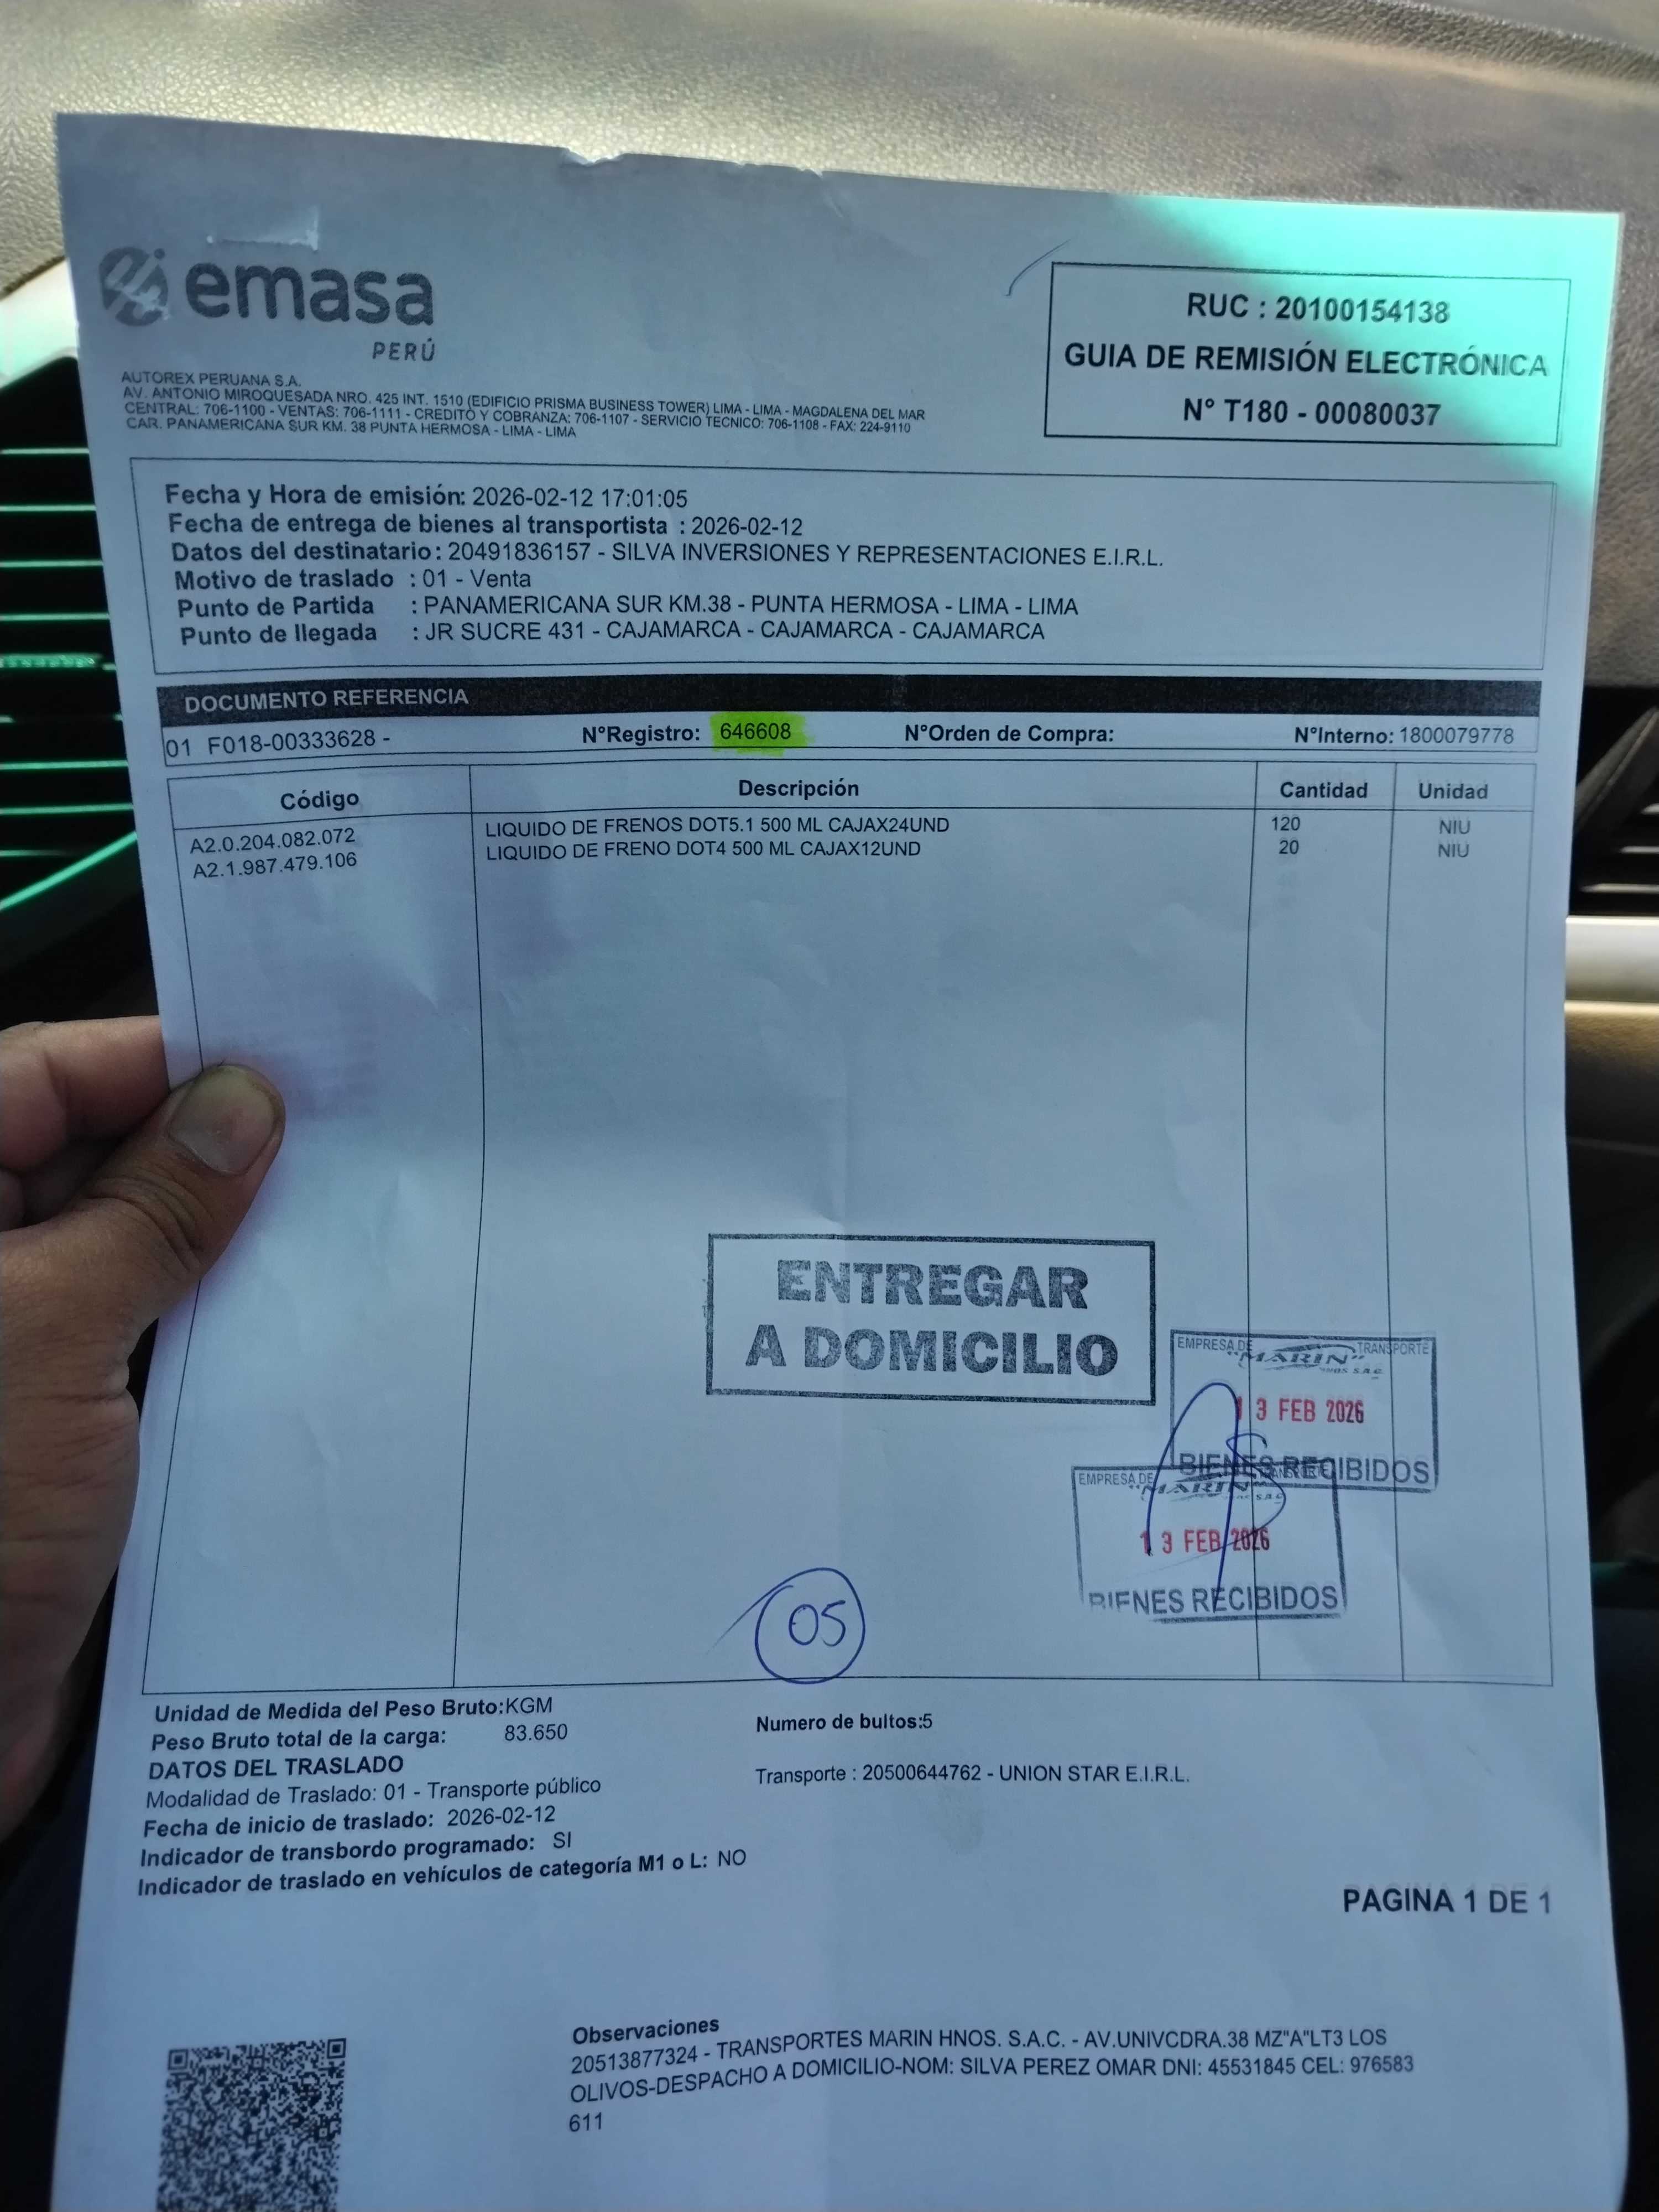 emasa
PERÚ
RUC : 20100154138
GUIA DE REMISIÓN ELECTRÓNICA
N° T180 - 00080037
AUTOREX PERUANA S.A.
AV. ANTONIO MIROQUESADA NRO. 425 INT. 1510 (EDIFICIO PRISMA BUSINESS TOWER) LIMA - LIMA - MAGDALENA DEL MAR
CENTRAL: 706-1100 - VENTAS: 706-1111 - CREDITO Y COBRANZA: 706-1107 - SERVICIO TECNICO: 706-1108 - FAX: 224-9110
CAR. PANAMERICANA SUR KM. 38 PUNTA HERMOSA - LIMA - LIMA
Fecha y Hora de emisión: 2026-02-12 17:01:05
Fecha de entrega de bienes al transportista : 2026-02-12
Datos del destinatario : 20491836157 - SILVA INVERSIONES Y REPRESENTACIONES E.I.R.L.
Motivo de traslado : 01 - Venta
Punto de Partida : PANAMERICANA SUR KM.38 - PUNTA HERMOSA - LIMA - LIMA
Punto de llegada : JR SUCRE 431 - CAJAMARCA - CAJAMARCA - CAJAMARCA
DOCUMENTO REFERENCIA
01 F018-00333628 - N°Registro: 646608 N°Orden de Compra: N°Interno: 1800079778
Código Descripción Cantidad Unidad
A2.0.204.082.072 LIQUIDO DE FRENOS DOT5.1 500 ML CAJAX24UND 120 NIU
A2.1.987.479.106 LIQUIDO DE FRENO DOT4 500 ML CAJAX12UND 20 NIU
ENTREGAR
A DOMICILIO
EMPRESA DE TRANSPORTE
"MARIN"
HNOS S.A.C.
13 FEB 2026
BIENES RECIBIDOS
EMPRESA DE TRANSPORTE
"MARIN"
S.A.C.
13 FEB 2026
BIENES RECIBIDOS
05
Unidad de Medida del Peso Bruto:KGM
Peso Bruto total de la carga: 83.650
Numero de bultos:5
DATOS DEL TRASLADO
Modalidad de Traslado: 01 - Transporte público
Transporte : 20500644762 - UNION STAR E.I.R.L.
Fecha de inicio de traslado: 2026-02-12
Indicador de transbordo programado: SI
Indicador de traslado en vehículos de categoría M1 o L: NO
PAGINA 1 DE 1
Observaciones
20513877324 - TRANSPORTES MARIN HNOS. S.A.C. - AV.UNIVCDRA.38 MZ"A"LT3 LOS
OLIVOS-DESPACHO A DOMICILIO-NOM: SILVA PEREZ OMAR DNI: 45531845 CEL: 976583
611